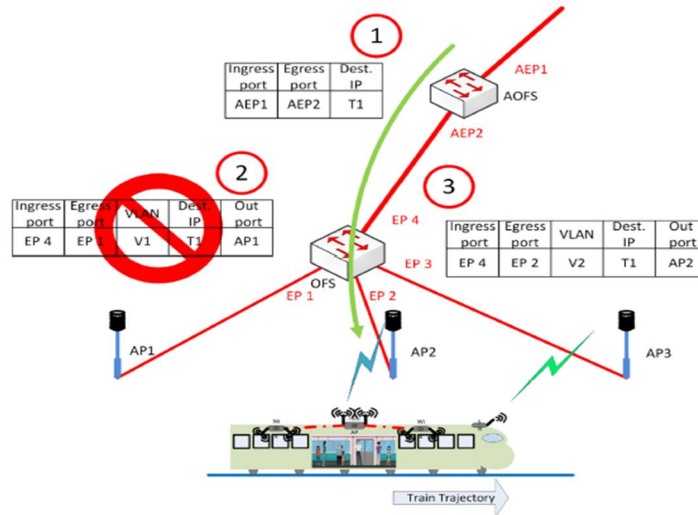 1
Ingress port Egress port Dest. IP
AEP1 AEP2 T1
AEP1
AOFS
AEP2
2
Ingress port Egress port VLAN Dest. IP Out port
EP 4 EP 1 V1 T1 AP1
3
EP 4
Ingress port Egress port VLAN Dest. IP Out port
EP 4 EP 2 V2 T1 AP2
EP 3
OFS
EP 1
EP 2
AP1
AP2
AP3
AP
Train Trajectory